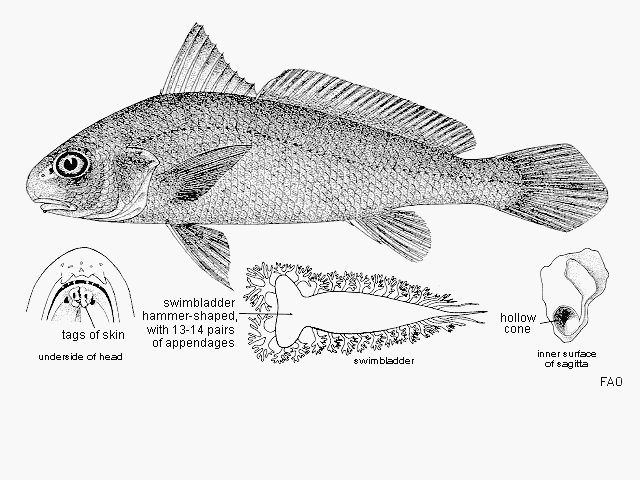 tags of skin
underside of head
swimbladder
hammer-shaped,
with 13-14 pairs
of appendages
swimbladder
hollow
cone
inner surface
of sagitta
FAO